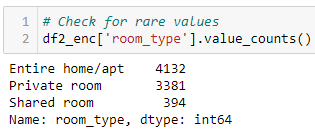 1 # Check for rare values
2 df2_enc['room_type'].value_counts()
Entire home/apt 4132
Private room 3381
Shared room 394
Name: room_type, dtype: int64